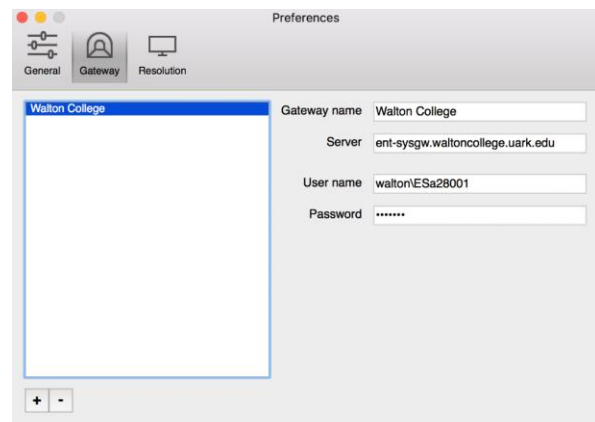 Preferences
General Gateway Resolution
Walton College
Gateway name Walton College
Server ent-sysgw.waltoncollege.uark.edu
User name walton\ESa28001
Password •••••••
+ -